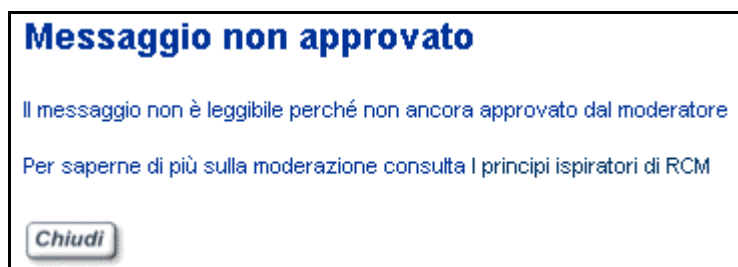 Messaggio non approvato
Il messaggio non è leggibile perché non ancora approvato dal moderatore
Per saperne di più sulla moderazione consulta I principi ispiratori di RCM
Chiudi